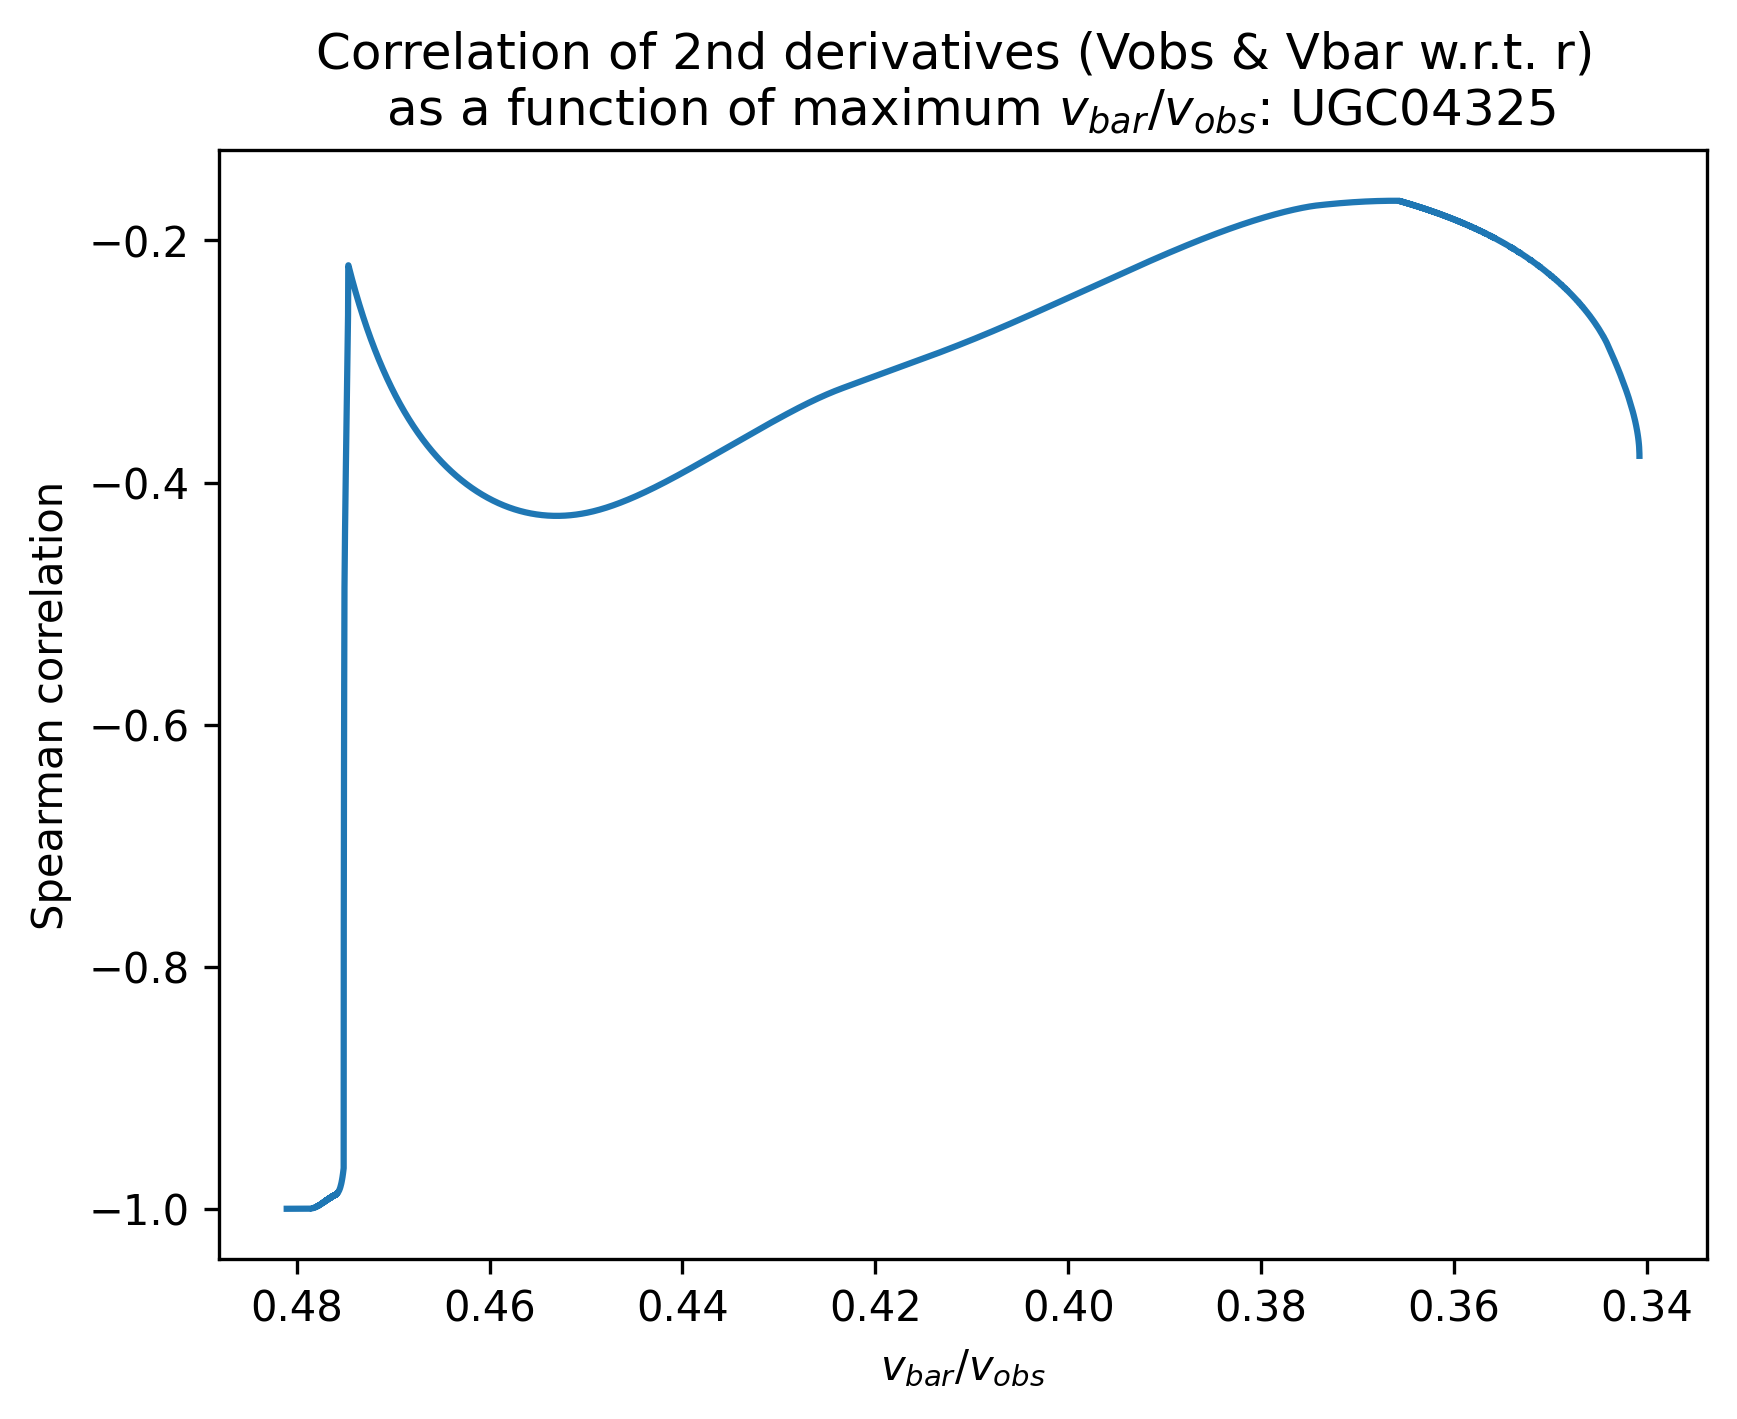 Correlation of 2nd derivatives (Vobs & Vbar w.r.t. r)
as a function of maximum v_bar/v_obs: UGC04325
−0.2
−0.4
−0.6
−0.8
−1.0
Spearman correlation
0.48 0.46 0.44 0.42 0.40 0.38 0.36 0.34
v_bar/v_obs